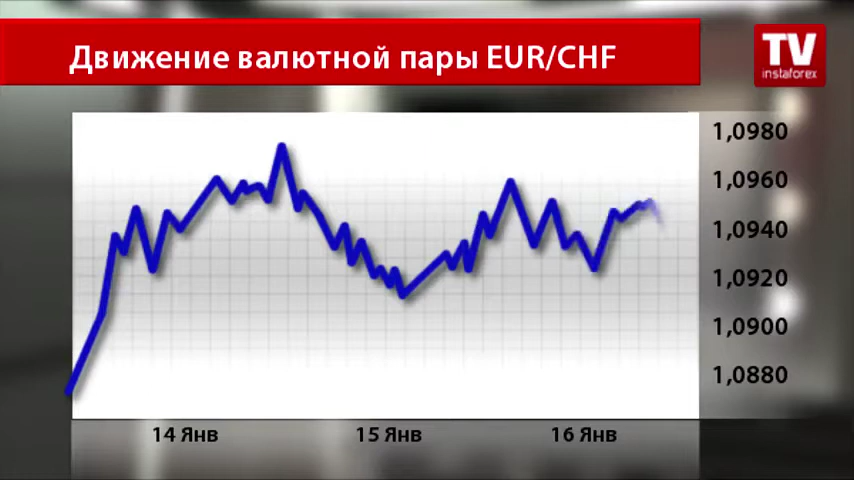 Движение валютной пары EUR/CHF
TV
instaforex
1,0980
1,0960
1,0940
1,0920
1,0900
1,0880
14 Янв
15 Янв
16 Янв